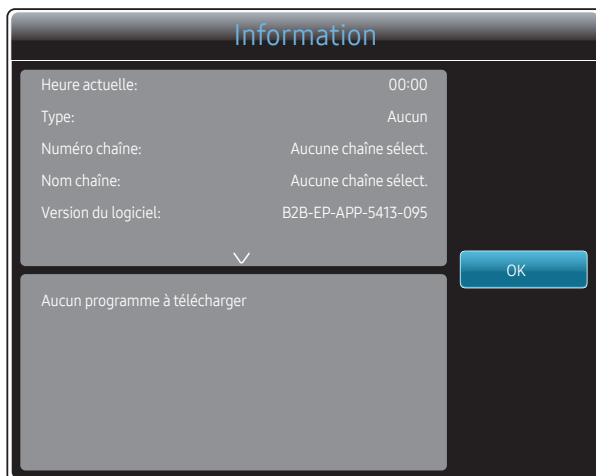 Information
Heure actuelle: 00:00
Type: Aucun
Numéro chaîne: Aucune chaîne sélect.
Nom chaîne: Aucune chaîne sélect.
Version du logiciel: B2B-EP-APP-5413-095
OK
Aucun programme à télécharger